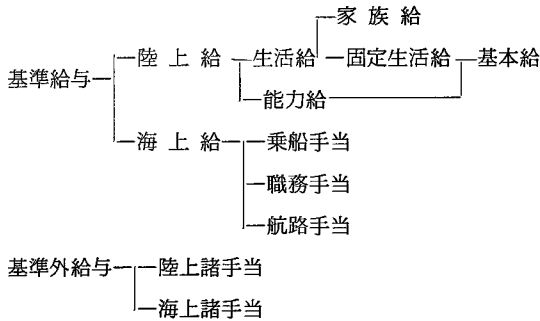 家族給
基準給与 陸上給 生活給 固定生活給 基本給
能力給
海上給 乗船手当
職務手当
航路手当
基準外給与 陸上諸手当
海上諸手当